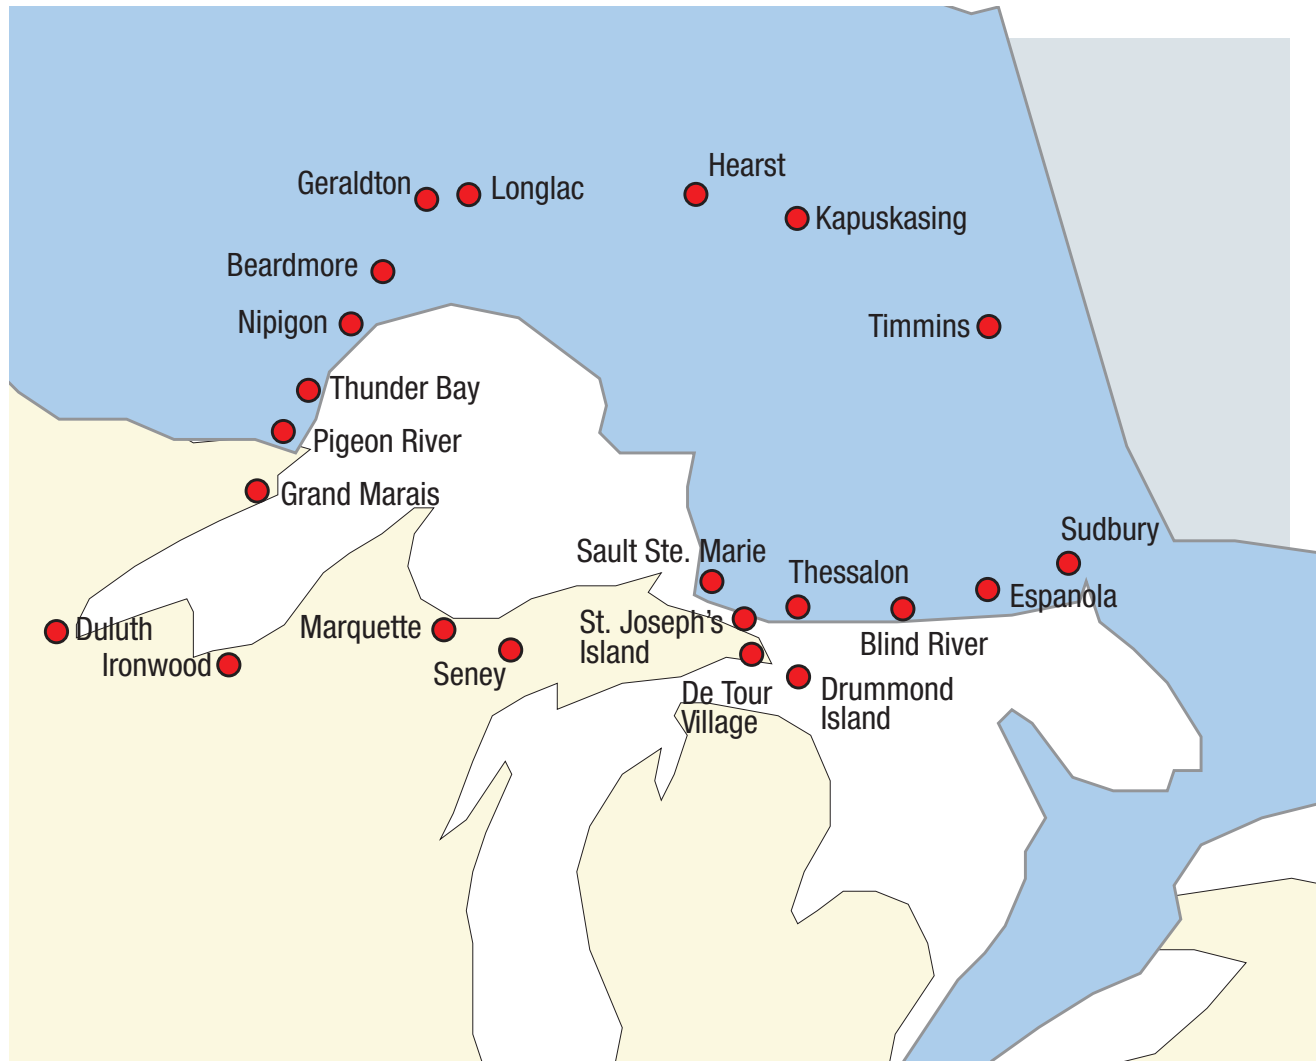 Hearst
Geraldton
Longlac
Kapuskasing
Beardmore
Nipigon
Timmins
Thunder Bay
Pigeon River
Grand Marais
Sudbury
Sault Ste. Marie
Thessalon
Espanola
Duluth
Marquette
St. Joseph's
Island
Blind River
Ironwood
Seney
De Tour
Village
Drummond
Island